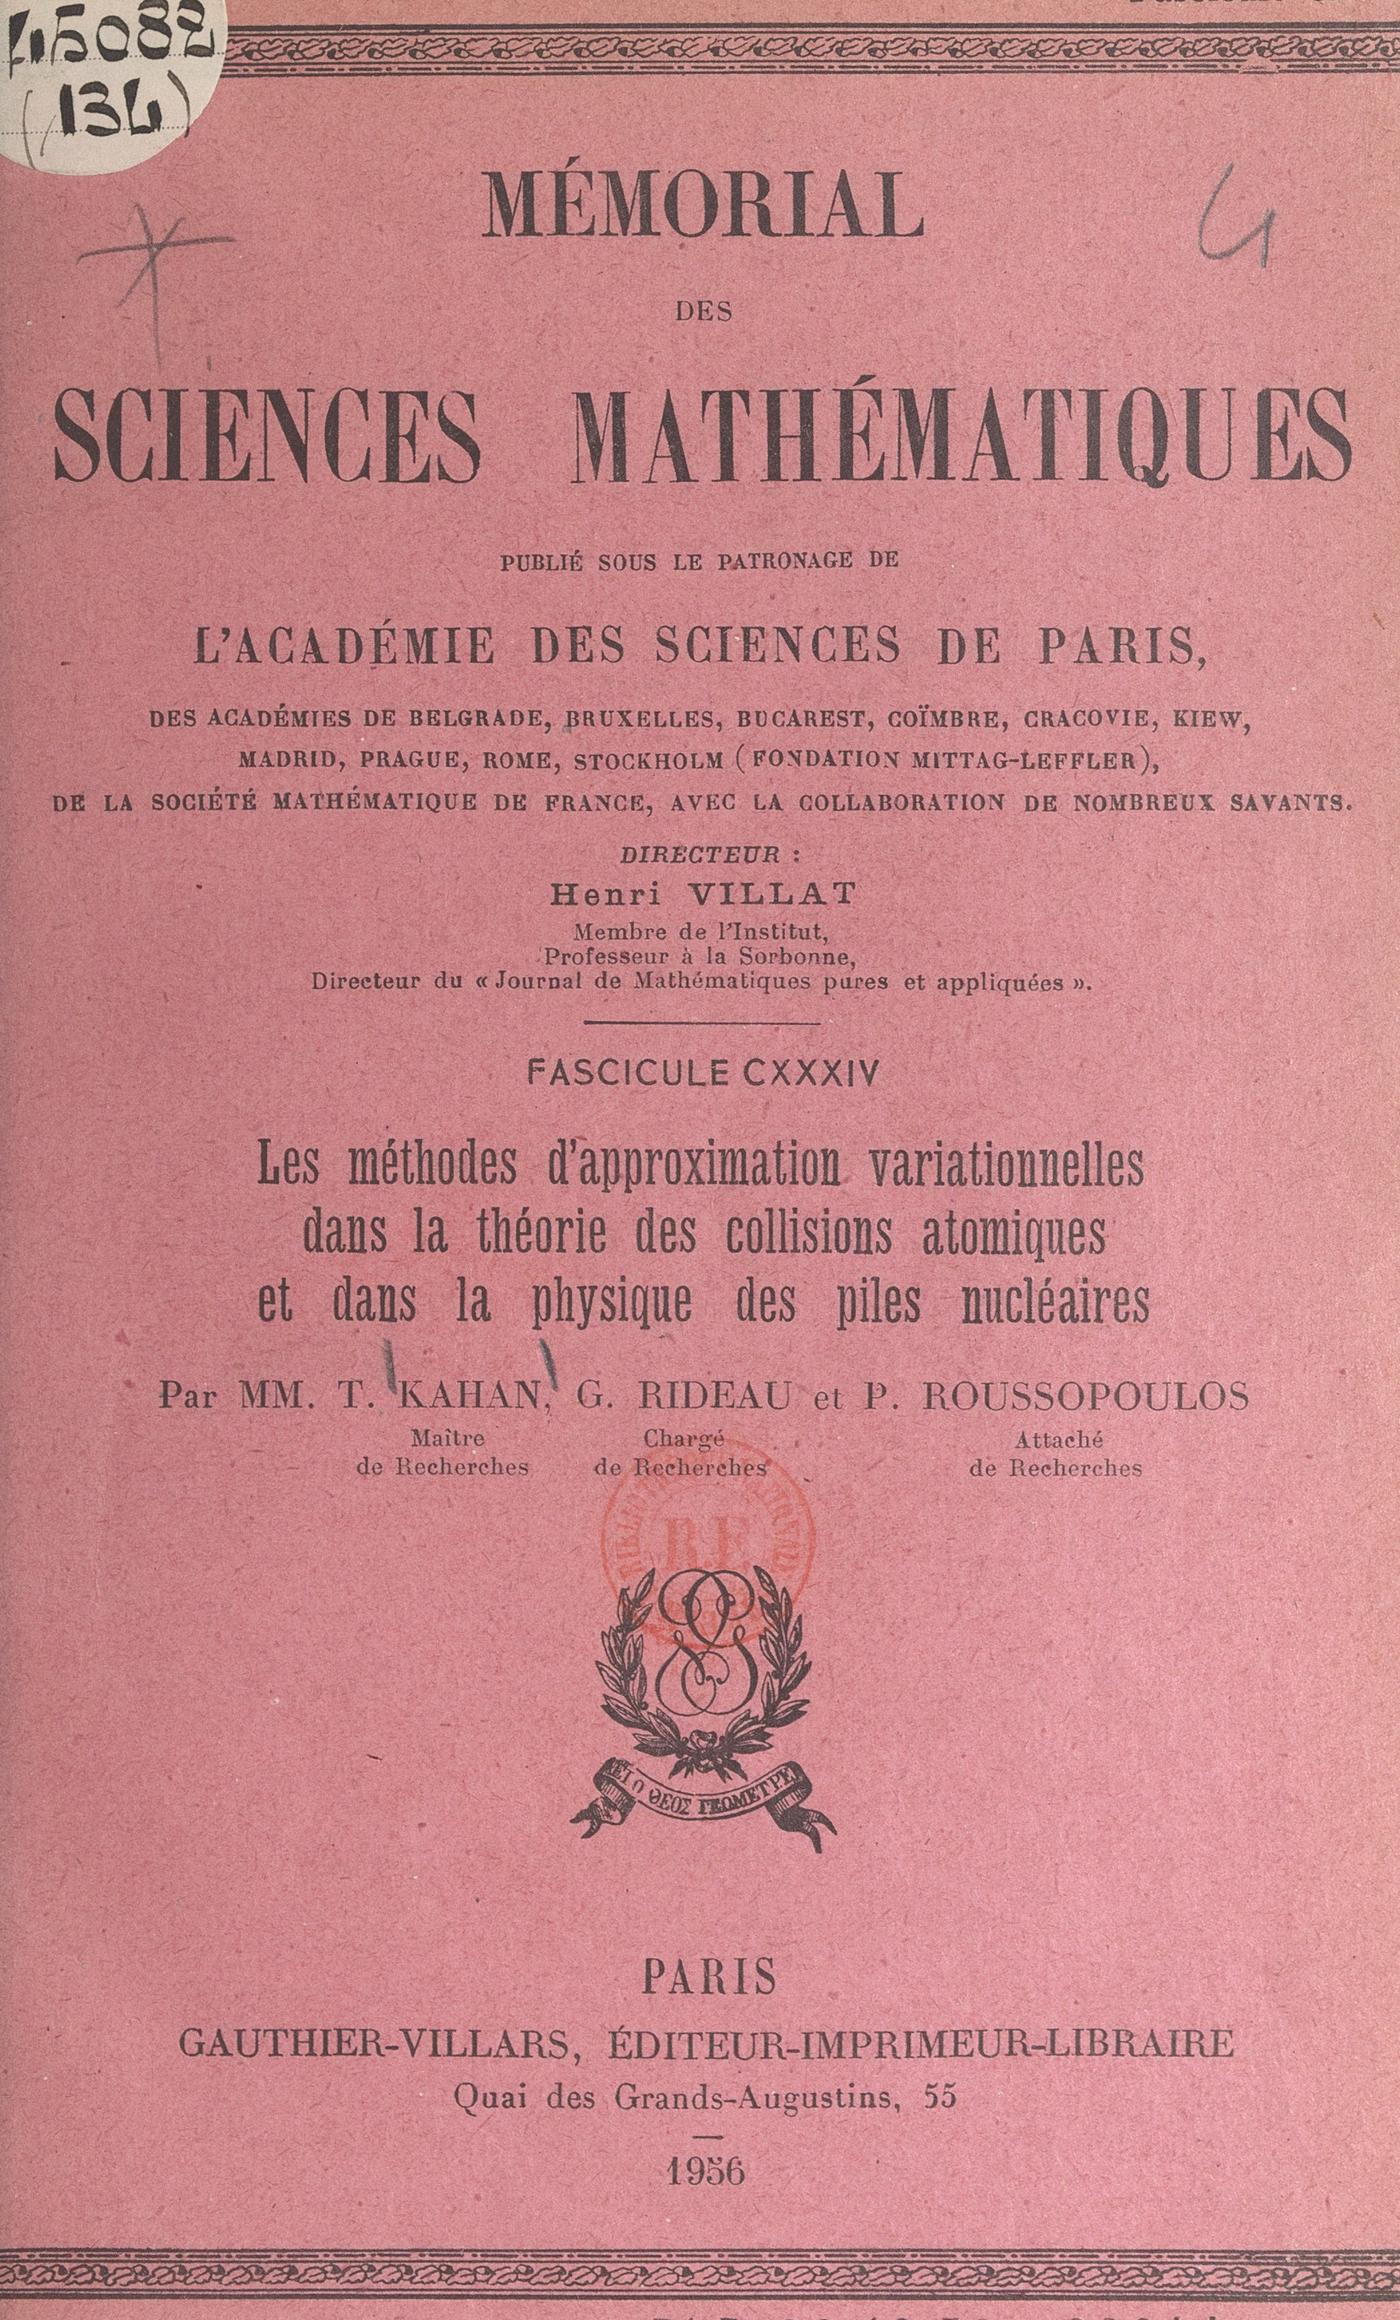 45082
(134)
MÉMORIAL
DES
SCIENCES MATHÉMATIQUES
PUBLIÉ SOUS LE PATRONAGE DE
L'ACADÉMIE DES SCIENCES DE PARIS,
DES ACADÉMIES DE BELGRADE, BRUXELLES, BUCAREST, COÏMBRE, CRACOVIE, KIEW,
MADRID, PRAGUE, ROME, STOCKHOLM (FONDATION MITTAG-LEFFLER),
DE LA SOCIÉTÉ MATHÉMATIQUE DE FRANCE, AVEC LA COLLABORATION DE NOMBREUX SAVANTS.
DIRECTEUR :
Henri VILLAT
Membre de l'Institut,
Professeur à la Sorbonne,
Directeur du « Journal de Mathématiques pures et appliquées ».
FASCICULE CXXXIV
Les méthodes d'approximation variationnelles
dans la théorie des collisions atomiques
et dans la physique des piles nucléaires
Par MM. T. KAHAN, G. RIDEAU et P. ROUSSOPOULOS
Maître Chargé Attaché
de Recherches de Recherches de Recherches
R.F.
ΑΕΙ Ο ΘΕΟΣ ΓΕΩΜΕΤΡΕΙ
PARIS
GAUTHIER-VILLARS, ÉDITEUR-IMPRIMEUR-LIBRAIRE
Quai des Grands-Augustins, 55
1956